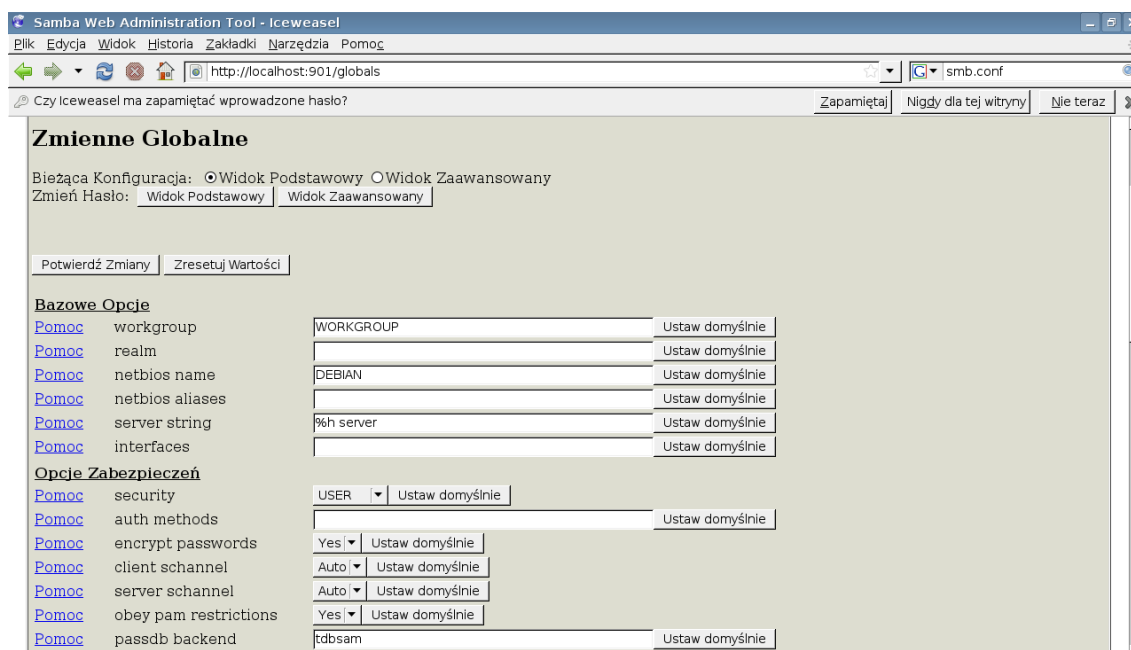 Samba Web Administration Tool - Iceweasel
Plik Edycja Widok Historia Zakładki Narzędzia Pomoc
http://localhost:901/globals G smb.conf
Czy Iceweasel ma zapamiętać wprowadzone hasło? Zapamiętaj Nigdy dla tej witryny Nie teraz
Zmienne Globalne
Bieżąca Konfiguracja: Widok Podstawowy Widok Zaawansowany
Zmień Hasło: Widok Podstawowy Widok Zaawansowany
Potwierdź Zmiany Zresetuj Wartości
Bazowe Opcje
Pomoc workgroup WORKGROUP Ustaw domyślnie
Pomoc realm Ustaw domyślnie
Pomoc netbios name DEBIAN Ustaw domyślnie
Pomoc netbios aliases Ustaw domyślnie
Pomoc server string %h server Ustaw domyślnie
Pomoc interfaces Ustaw domyślnie
Opcje Zabezpieczeń
Pomoc security USER Ustaw domyślnie
Pomoc auth methods Ustaw domyślnie
Pomoc encrypt passwords Yes Ustaw domyślnie
Pomoc client schannel Auto Ustaw domyślnie
Pomoc server schannel Auto Ustaw domyślnie
Pomoc obey pam restrictions Yes Ustaw domyślnie
Pomoc passdb backend tdbsam Ustaw domyślnie